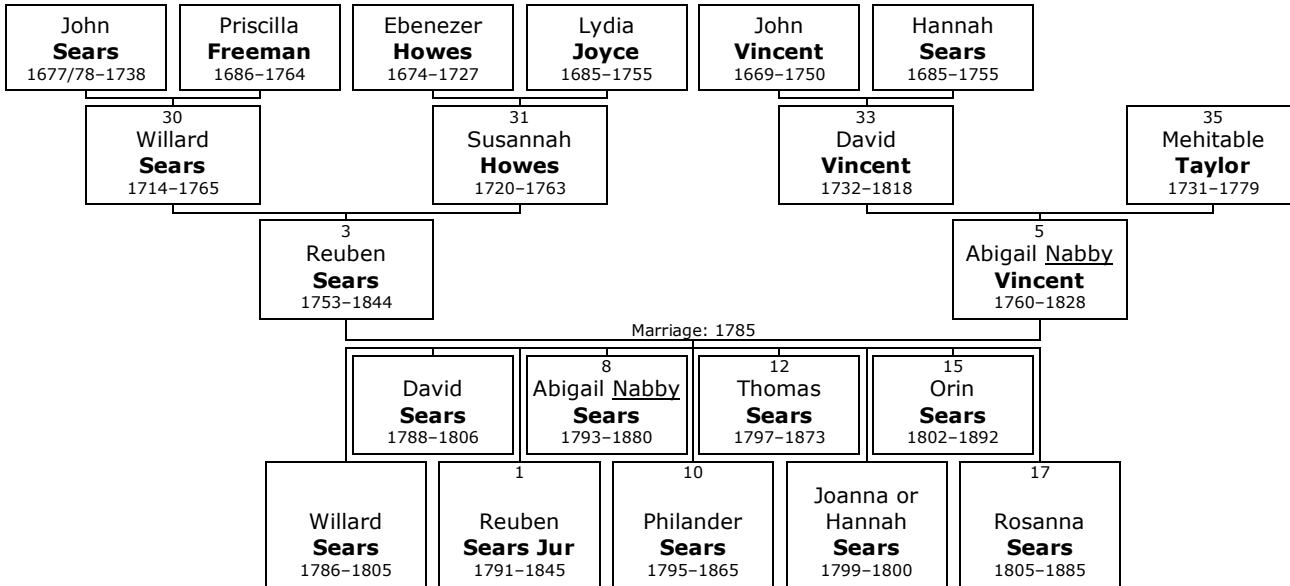 John
Sears
1677/78–1738
Priscilla
Freeman
1686–1764
Ebenezer
Howes
1674–1727
Lydia
Joyce
1685–1755
John
Vincent
1669–1750
Hannah
Sears
1685–1755
30
Willard
Sears
1714–1765
31
Susannah
Howes
1720–1763
33
David
Vincent
1732–1818
35
Mehitable
Taylor
1731–1779
3
Reuben
Sears
1753–1844
5
Abigail Nabby
Vincent
1760–1828
Marriage: 1785
David
Sears
1788–1806
8
Abigail Nabby
Sears
1793–1880
12
Thomas
Sears
1797–1873
15
Orin
Sears
1802–1892
Willard
Sears
1786–1805
1
Reuben
Sears Jur
1791–1845
10
Philander
Sears
1795–1865
Joanna or
Hannah
Sears
1799–1800
17
Rosanna
Sears
1805–1885